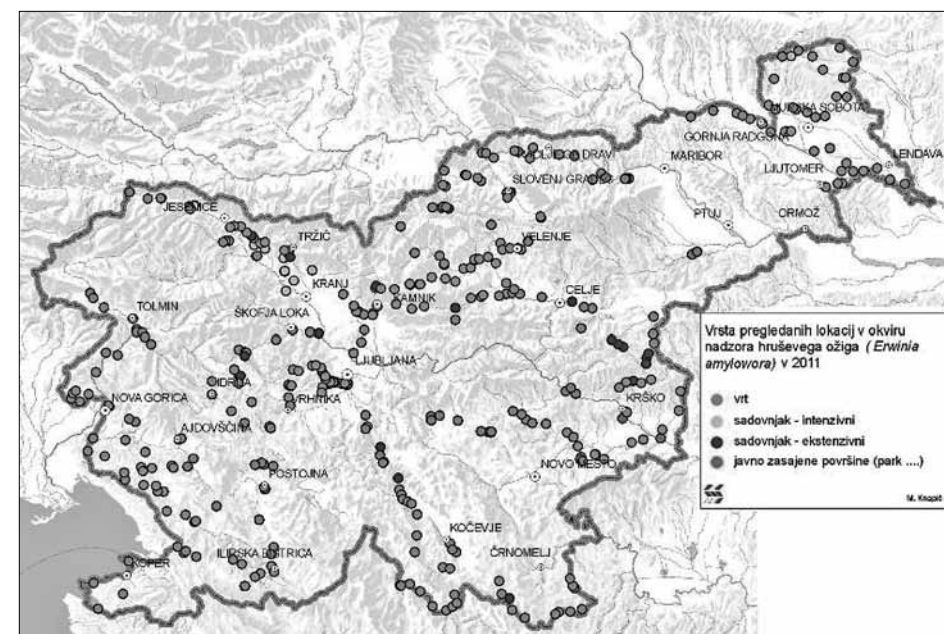 MURSKA SOBOTA
GORNJA RADGONA
LENDAVA
LJUTOMER
MARIBOR
SLOVENJ GRADEC
PTUJ
ORMOŽ
JESENICE
TRŽIČ
VELENJE
KRANJ
KAMNIK
CELJE
TOLMIN
ŠKOFJA LOKA
LJUBLJANA
IDRIJA
VRHNIKA
NOVA GORICA
KRŠKO
AJDOVŠČINA
POSTOJNA
NOVO MESTO
KOČEVJE
ČRNOMELJ
ILIRSKA BISTRICA
KOPER
Vrsta pregledanih lokacij v okviru
nadzora hruševega ožiga ( Erwinia
amylowora) v 2011
vrt
sadovnjak - intenzivni
sadovnjak - ekstenzivni
javno zasajene površine (park ....)
M. Knapič